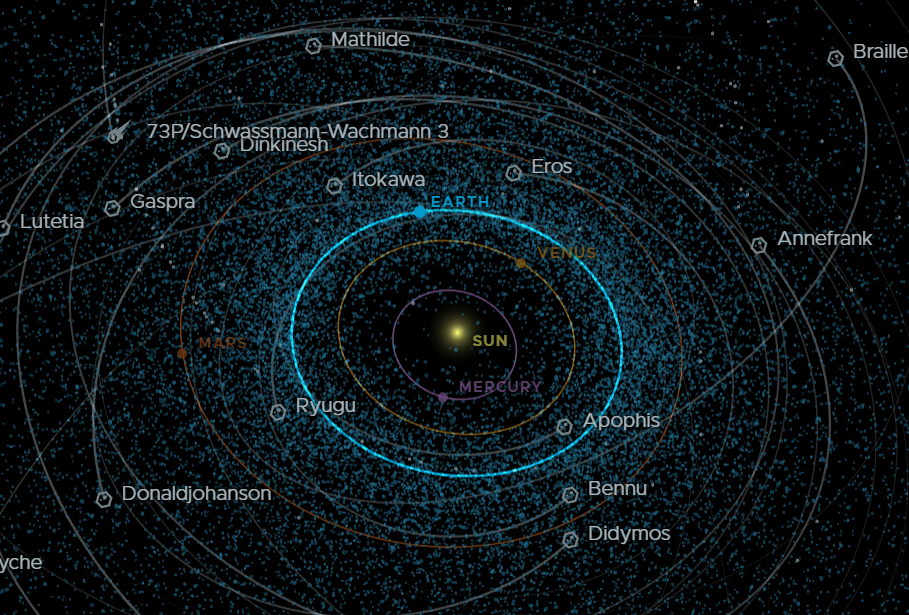 Mathilde
Braille
73P/Schwassmann-Wachmann 3
Dinkinesh
Eros
Itokawa
Gaspra
EARTH
Lutetia
Annefrank
VENUS
SUN
MARS
MERCURY
Ryugu
Apophis
Donaldjohanson
Bennu
Didymos
yche